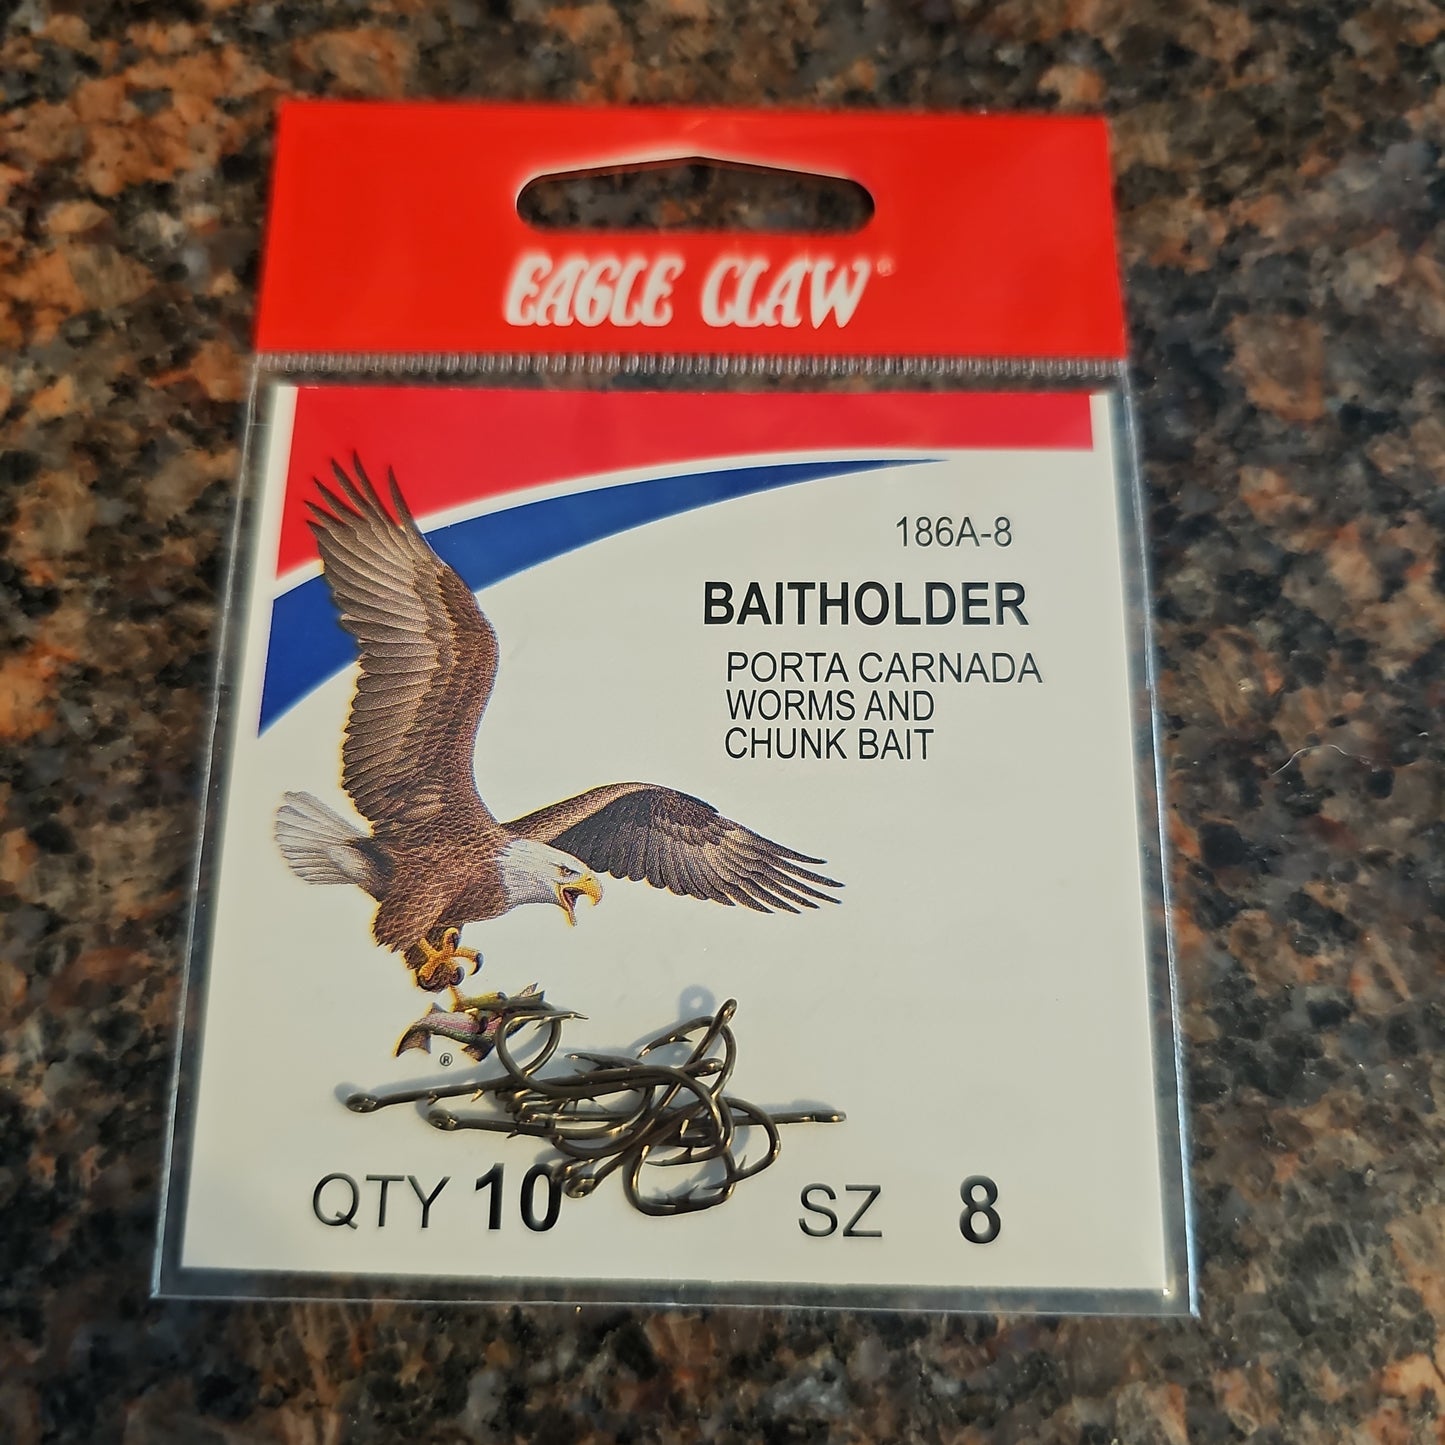 EAGLE CLAW®
186A-8
BAITHOLDER
PORTA CARNADA
WORMS AND
CHUNK BAIT
®
QTY 10 SZ 8